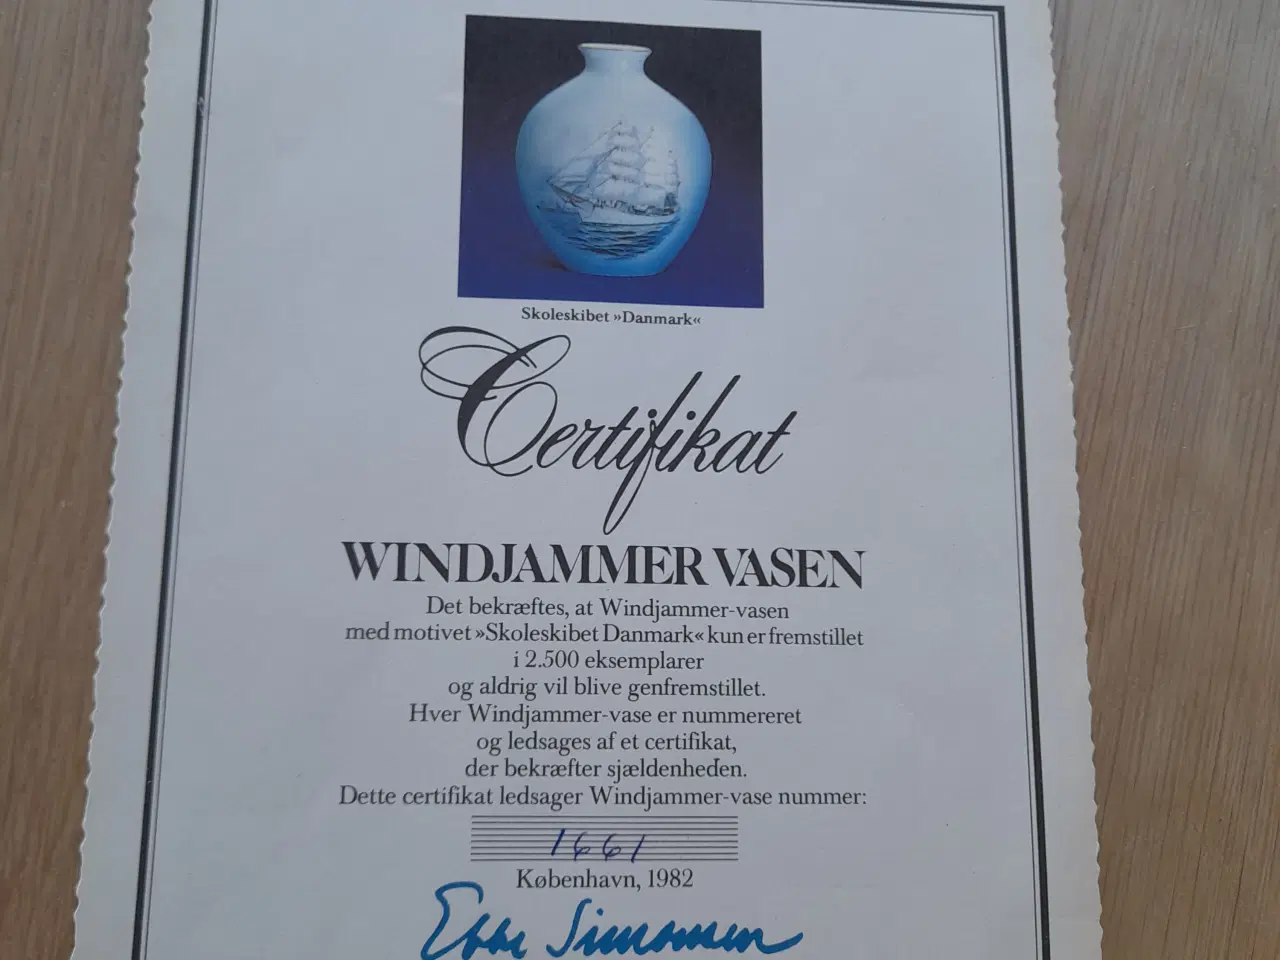 Skoleskibet »Danmark«
Certifikat
WINDJAMMER VASEN
Det bekræftes, at Windjammer-vasen
med motivet »Skoleskibet Danmark« kun er fremstillet
i 2.500 eksemplarer
og aldrig vil blive genfremstillet.
Hver Windjammer-vase er nummereret
og ledsages af et certifikat,
der bekræfter sjældenheden.
Dette certifikat ledsager Windjammer-vase nummer:
1661
København, 1982
Ebbe Simonsen